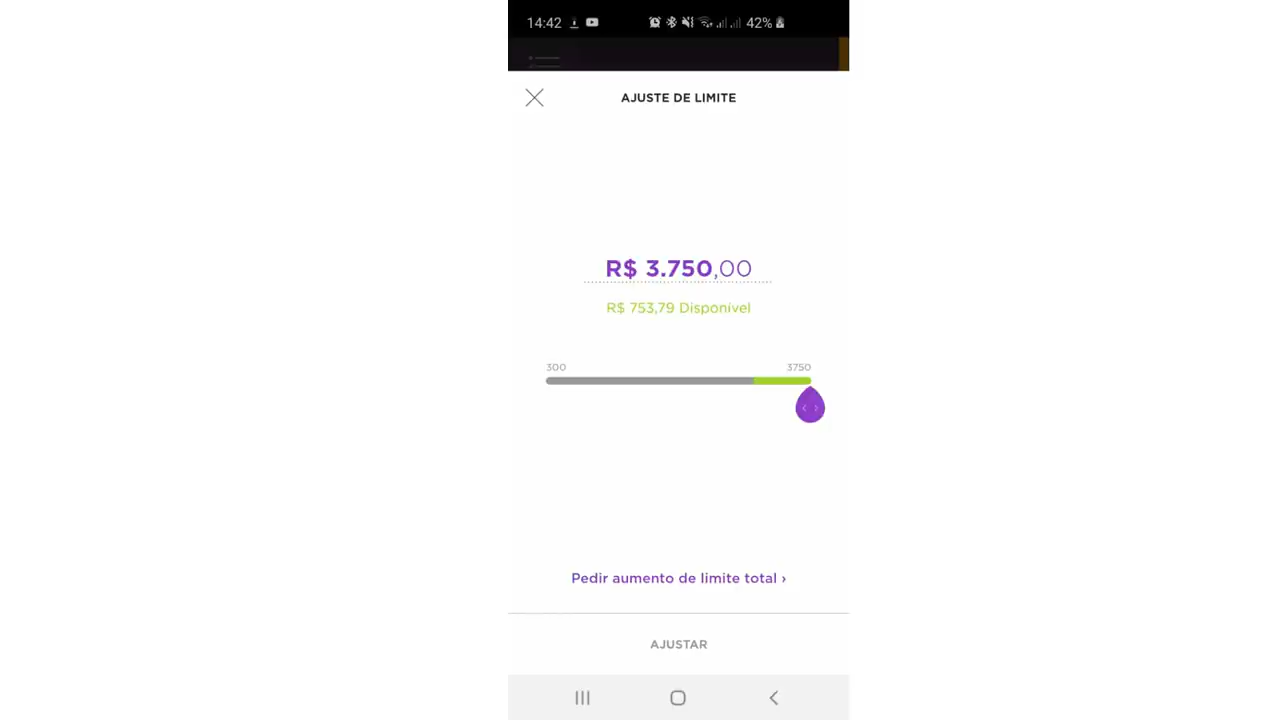 14:42 42%
AJUSTE DE LIMITE
R$ 3.750,00
R$ 753,79 Disponível
300 3750
Pedir aumento de limite total ›
AJUSTAR